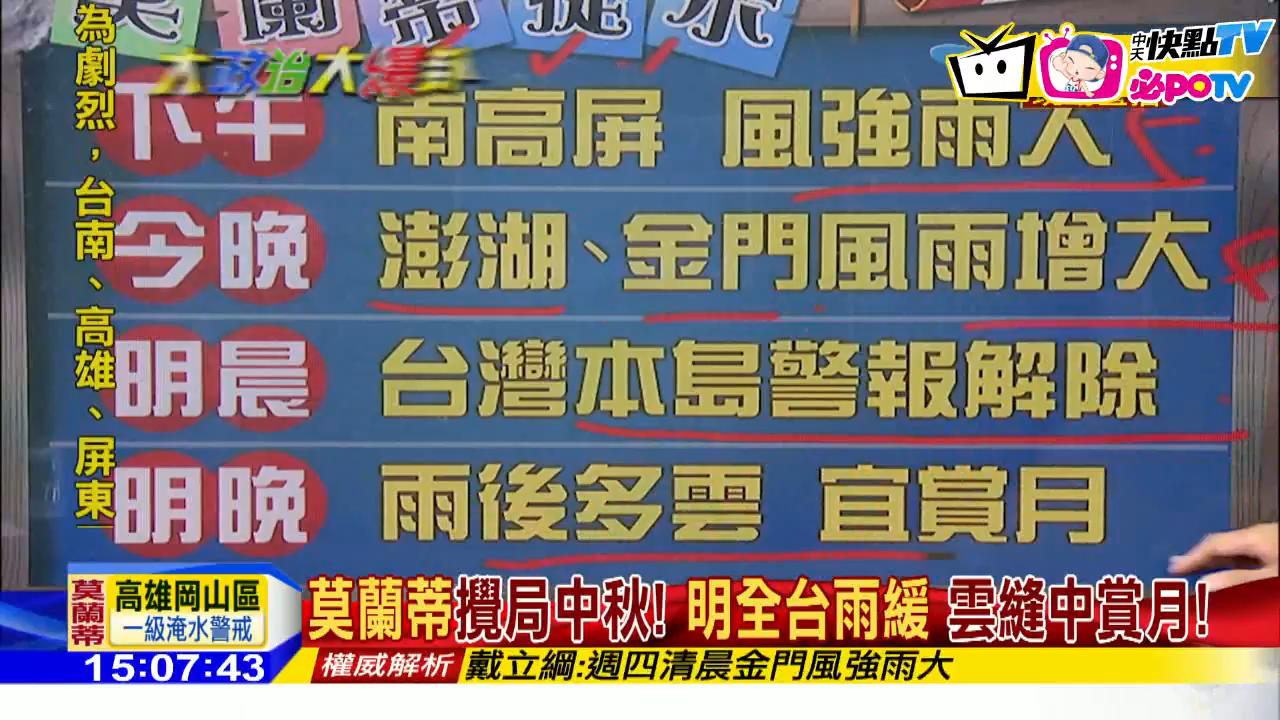 莫蘭蒂提示
大政治大爆卦
中天快點TV
必POTV
為劇烈，台南、高雄、屏東
下午 南高屏 風強雨大
今晚 澎湖、金門風雨增大
明晨 台灣本島警報解除
明晚 雨後多雲 宜賞月
莫蘭蒂
高雄岡山區
一級淹水警戒
莫蘭蒂攪局中秋! 明全台雨緩 雲縫中賞月!
15:07:43
權威解析 戴立綱:週四清晨金門風強雨大